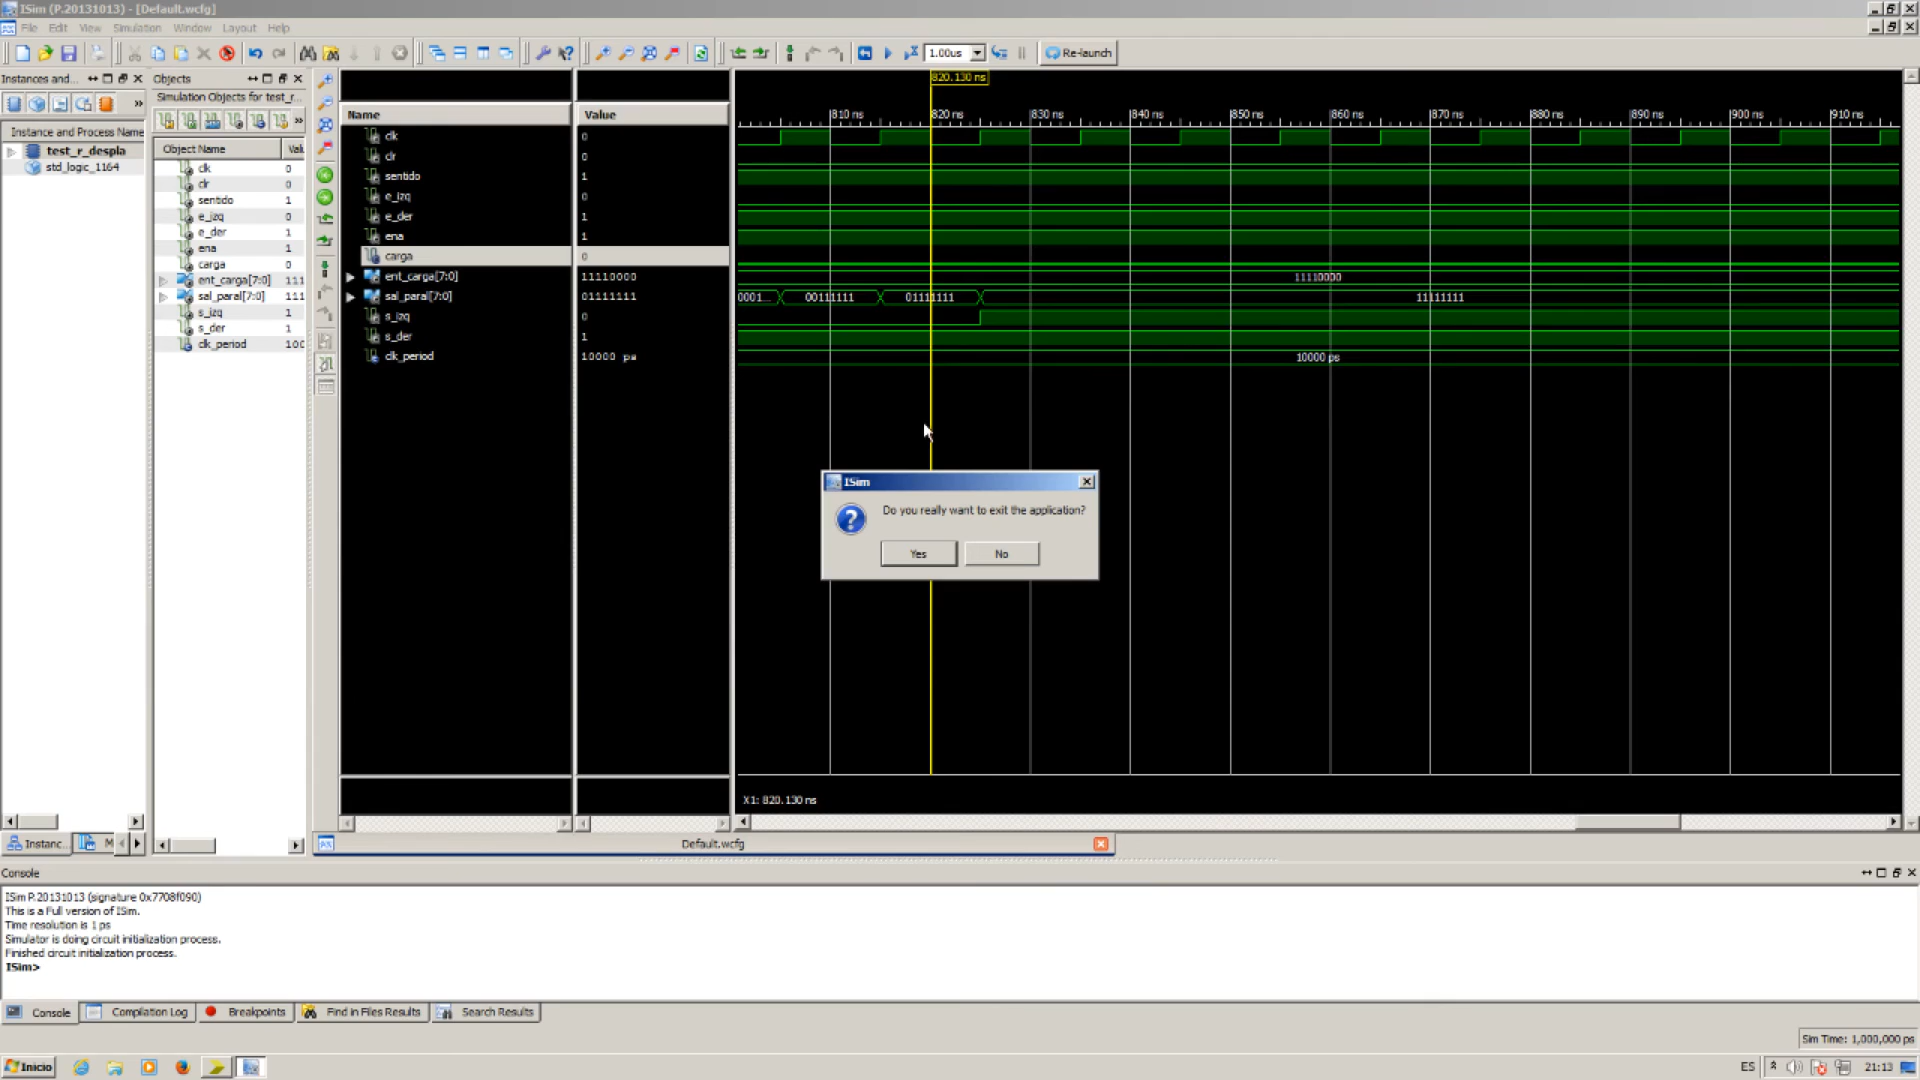 ISim (P.20131013) - [Default.wcfg]
File Edit View Simulation Window Layout Help
1.00us
Re-launch
Instances and...
Objects
Simulation Objects for test_r...
Instance and Process Name
test_r_despla
std_logic_1164
Object Name
clk 0
clr 0
sentido 1
e_izq 0
e_der 1
ena 1
carga 0
ent_carga[7:0] 111
sal_paral[7:0] 111
s_izq 1
s_der 1
clk_period 100
Name Value
clk 0
clr 0
sentido 1
e_izq 0
e_der 1
ena 1
carga 0
ent_carga[7:0] 11110000
sal_paral[7:0] 01111111
s_izq 0
s_der 1
clk_period 10000 ps
820.130 ns
810 ns 820 ns 830 ns 840 ns 850 ns 860 ns 870 ns 880 ns 890 ns 900 ns 910 ns
11110000
0001... 00111111 01111111 11111111
10000 ps
ISim
Do you really want to exit the application?
Yes No
X1: 820.130 ns
Instanc...
M
Default.wcfg
Console
ISim P.20131013 (signature 0x7708f090)
This is a Full version of ISim.
Time resolution is 1 ps
Simulator is doing circuit initialization process.
Finished circuit initialization process.
ISim>
Console Compilation Log Breakpoints Find in Files Results Search Results
Sim Time: 1,000,000 ps
Inicio
ES
21:13